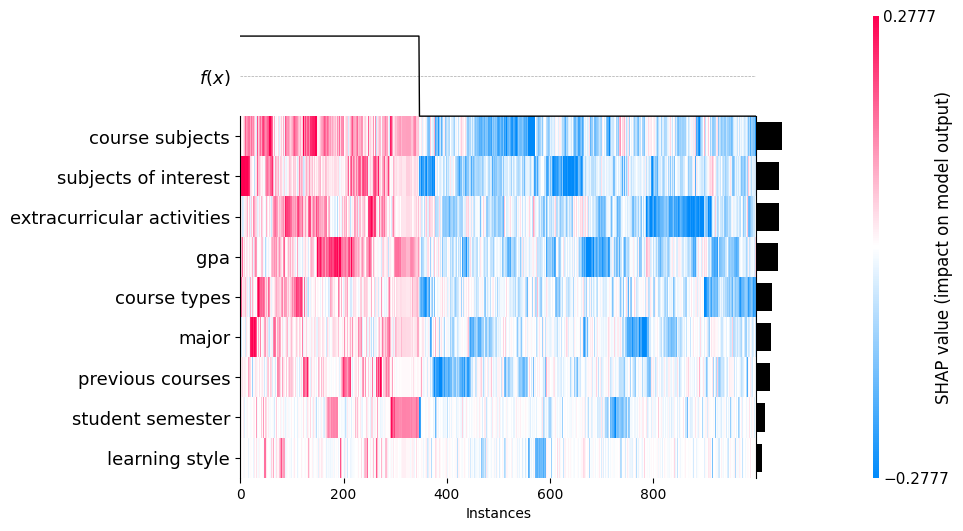 0.2777
f(x)
course subjects
subjects of interest
extracurricular activities
gpa
course types
major
previous courses
student semester
learning style
0 200 400 600 800
Instances
SHAP value (impact on model output)
−0.2777